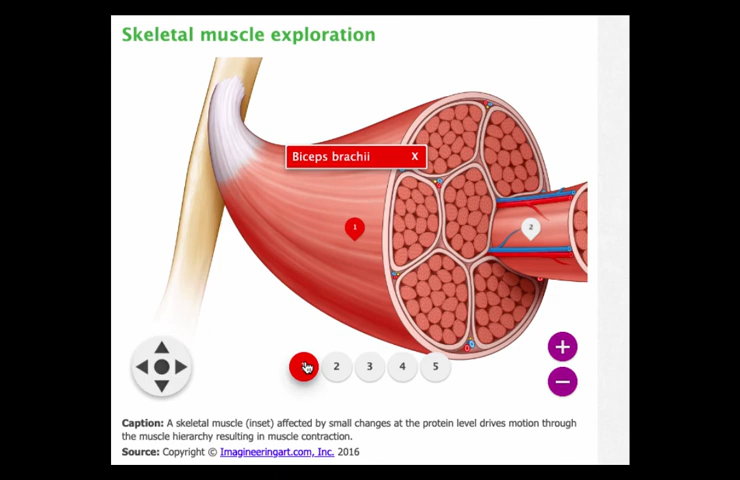 Skeletal muscle exploration
Biceps brachii X
1
2
2 3 4 5
+
−
Caption: A skeletal muscle (inset) affected by small changes at the protein level drives motion through
the muscle hierarchy resulting in muscle contraction.
Source: Copyright © Imagineeringart.com, Inc. 2016